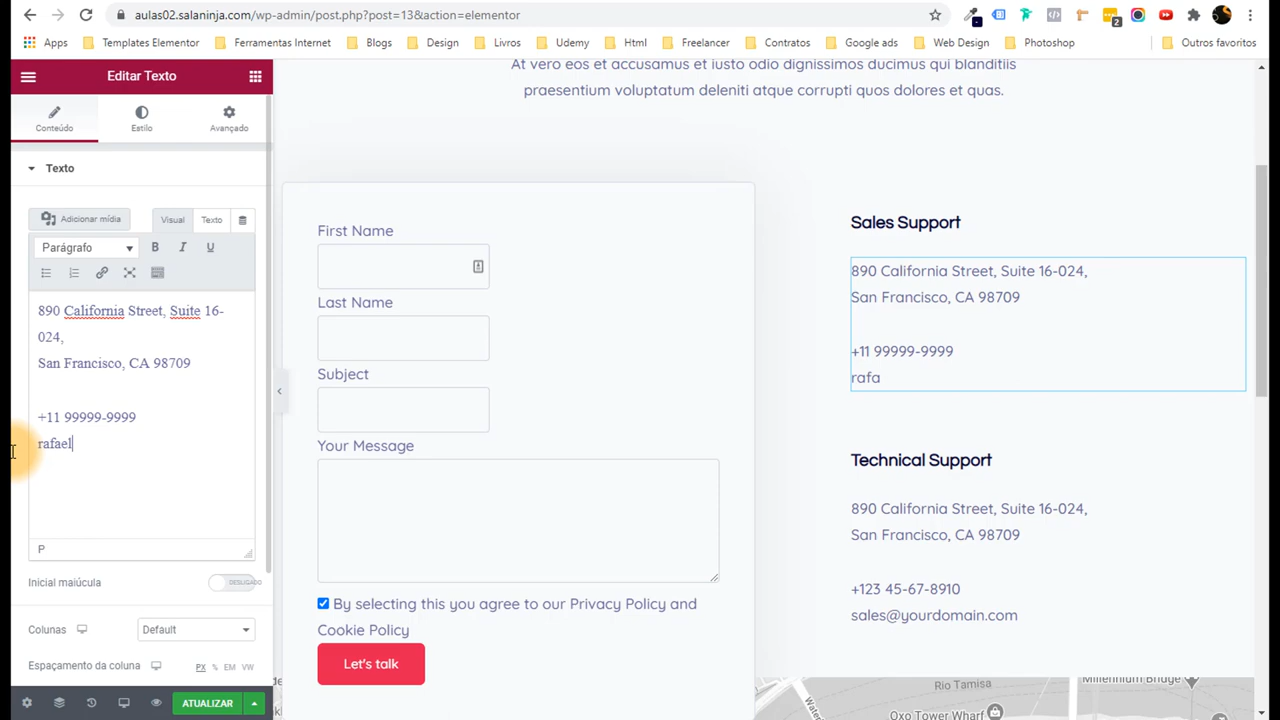 aulas02.salaninja.com/wp-admin/post.php?post=13&action=elementor
Apps Templates Elementor Ferramentas Internet Blogs Design Livros Udemy Html Freelancer Contratos Google ads Web Design Photoshop Outros favoritos
Editar Texto
Conteúdo Estilo Avançado
Texto
Adicionar mídia Visual Texto
Parágrafo B I U
890 California Street, Suite 16-
024,
San Francisco, CA 98709
+11 99999-9999
rafael
P
Inicial maiúcula DESLIGADO
Colunas Default
Espaçamento da coluna PX % EM VW
ATUALIZAR
At vero eos et accusamus et iusto odio dignissimos ducimus qui blanditiis
praesentium voluptatum deleniti atque corrupti quos dolores et quas.
First Name
Last Name
Subject
Your Message
By selecting this you agree to our Privacy Policy and
Cookie Policy
Let's talk
Sales Support
890 California Street, Suite 16-024,
San Francisco, CA 98709
+11 99999-9999
rafa
Technical Support
890 California Street, Suite 16-024,
San Francisco, CA 98709
+123 45-67-8910
sales@yourdomain.com
Rio Tamisa
Millennium Bridge
Oxo Tower Wharf